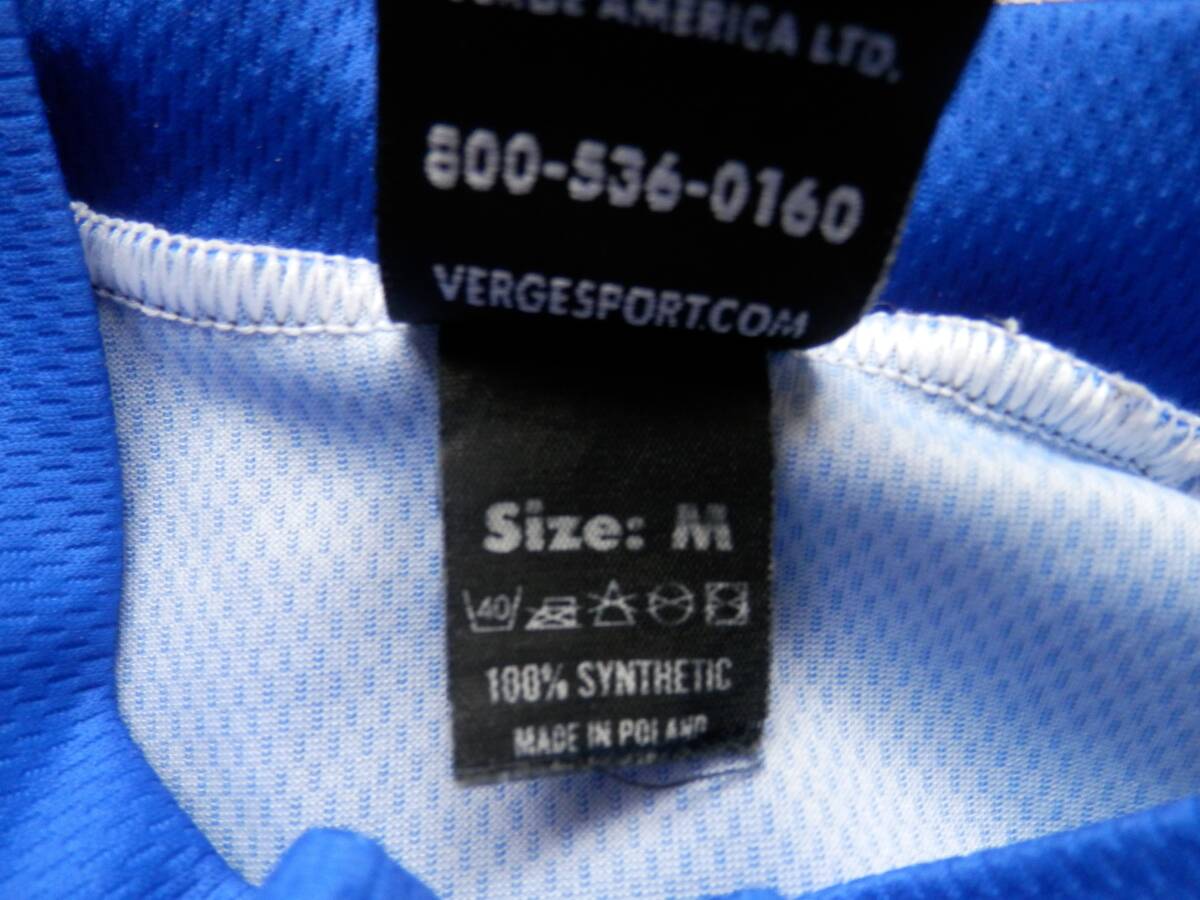 AMERICA LTD.
800-536-0160
VERGESPORT.COM
Size: M
40
100% SYNTHETIC
MADE IN POLAND